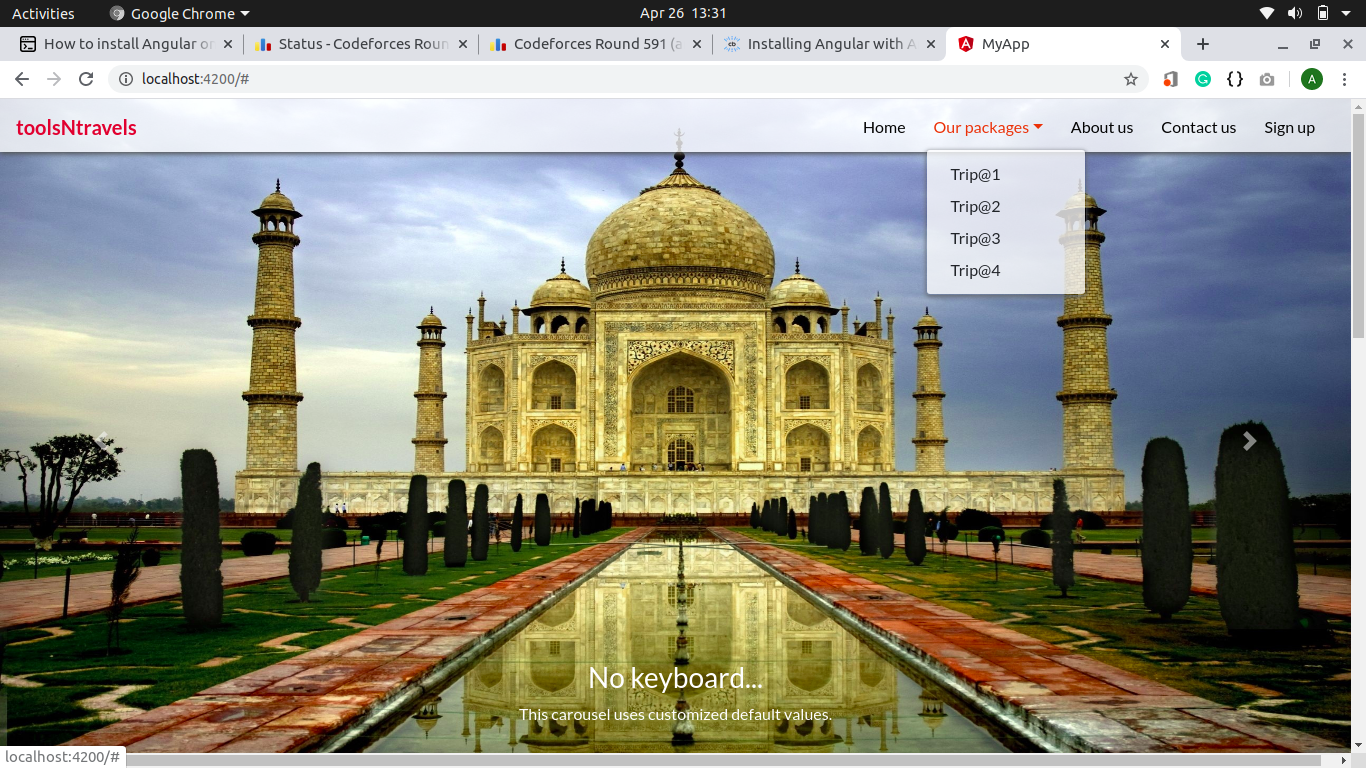 Activities Google Chrome Apr 26 13:31
How to install Angular on Status - Codeforces Roun Codeforces Round 591 (a Installing Angular with A MyApp
localhost:4200/#
A
toolsNtravels Home Our packages About us Contact us Sign up
Trip@1
Trip@2
Trip@3
Trip@4
No keyboard...
This carousel uses customized default values.
localhost:4200/#